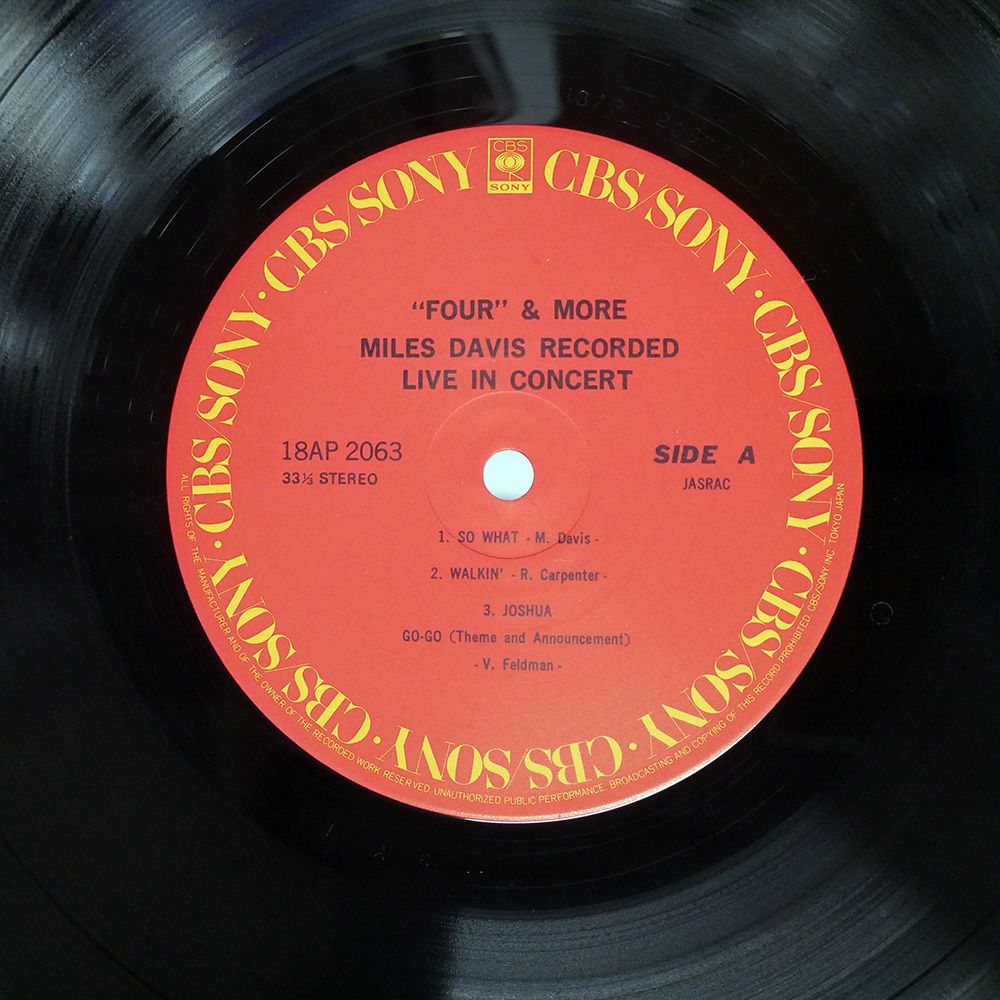 CBS
SONY
CBS/SONY · CBS/SONY · CBS/SONY · CBS/SONY · CBS/SONY · CBS/SONY · CBS/SONY · CBS/SONY · CBS/SONY
"FOUR" & MORE
MILES DAVIS RECORDED
LIVE IN CONCERT
18AP 2063
33⅓ STEREO
SIDE A
JASRAC
1. SO WHAT - M. Davis -
2. WALKIN' - R. Carpenter -
3. JOSHUA
GO-GO (Theme and Announcement)
- V. Feldman -
ALL RIGHTS OF THE MANUFACTURER AND OF THE OWNER OF THE RECORDED WORK RESERVED. UNAUTHORIZED PUBLIC PERFORMANCE, BROADCASTING AND COPYING OF THIS RECORD PROHIBITED. CBS/SONY INC. TOKYO JAPAN